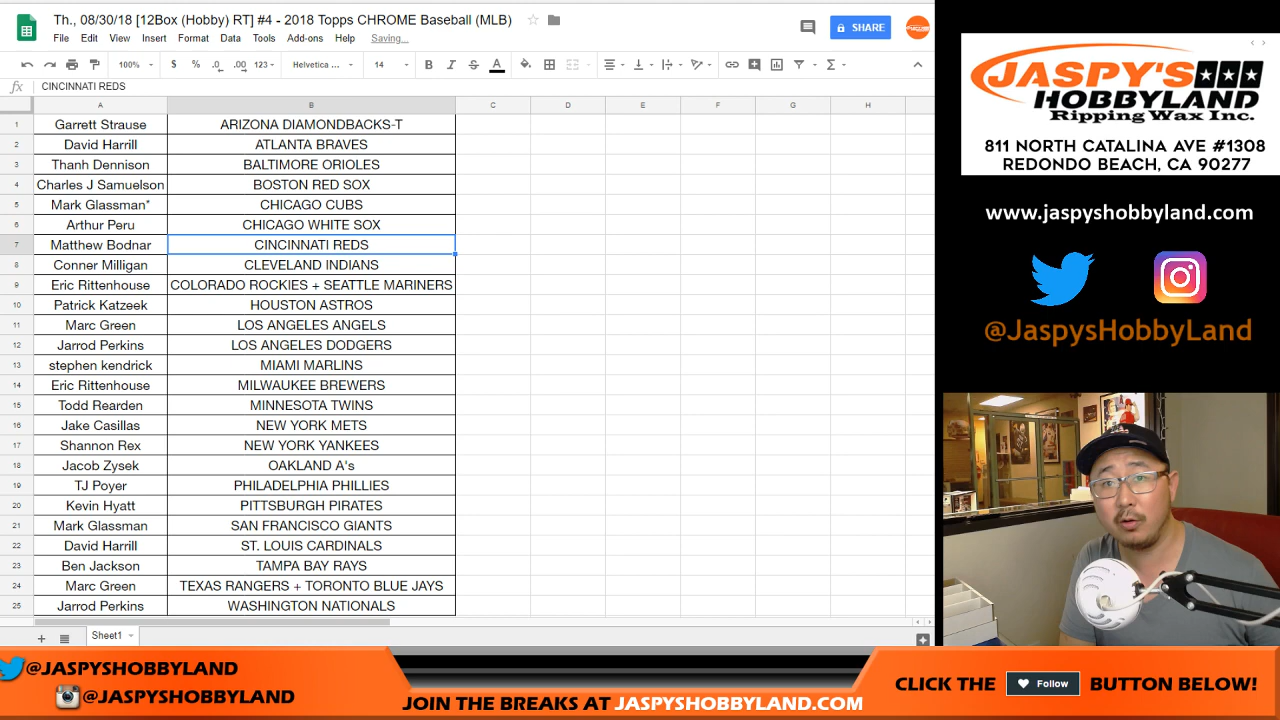 Th., 08/30/18 [12Box (Hobby) RT] #4 - 2018 Topps CHROME Baseball (MLB)
File Edit View Insert Format Data Tools Add-ons Help Saving...
SHARE
100% $ % .0 .00 123 Helvetica ... 14 B I S A
fx CINCINNATI REDS
A B C D E F G H
1 Garrett Strause ARIZONA DIAMONDBACKS-T
2 David Harrill ATLANTA BRAVES
3 Thanh Dennison BALTIMORE ORIOLES
4 Charles J Samuelson BOSTON RED SOX
5 Mark Glassman* CHICAGO CUBS
6 Arthur Peru CHICAGO WHITE SOX
7 Matthew Bodnar CINCINNATI REDS
8 Conner Milligan CLEVELAND INDIANS
9 Eric Rittenhouse COLORADO ROCKIES + SEATTLE MARINERS
10 Patrick Katzeek HOUSTON ASTROS
11 Marc Green LOS ANGELES ANGELS
12 Jarrod Perkins LOS ANGELES DODGERS
13 stephen kendrick MIAMI MARLINS
14 Eric Rittenhouse MILWAUKEE BREWERS
15 Todd Rearden MINNESOTA TWINS
16 Jake Casillas NEW YORK METS
17 Shannon Rex NEW YORK YANKEES
18 Jacob Zysek OAKLAND A's
19 TJ Poyer PHILADELPHIA PHILLIES
20 Kevin Hyatt PITTSBURGH PIRATES
21 Mark Glassman SAN FRANCISCO GIANTS
22 David Harrill ST. LOUIS CARDINALS
23 Ben Jackson TAMPA BAY RAYS
24 Marc Green TEXAS RANGERS + TORONTO BLUE JAYS
25 Jarrod Perkins WASHINGTON NATIONALS
Sheet1
JASPY'S
HOBBYLAND
Ripping Wax Inc.
811 NORTH CATALINA AVE #1308
REDONDO BEACH, CA 90277
www.jaspyshobbyland.com
@JaspysHobbyLand
@JASPYSHOBBYLAND
@JASPYSHOBBYLAND
JOIN THE BREAKS AT JASPYSHOBBYLAND.COM
CLICK THE Follow BUTTON BELOW!